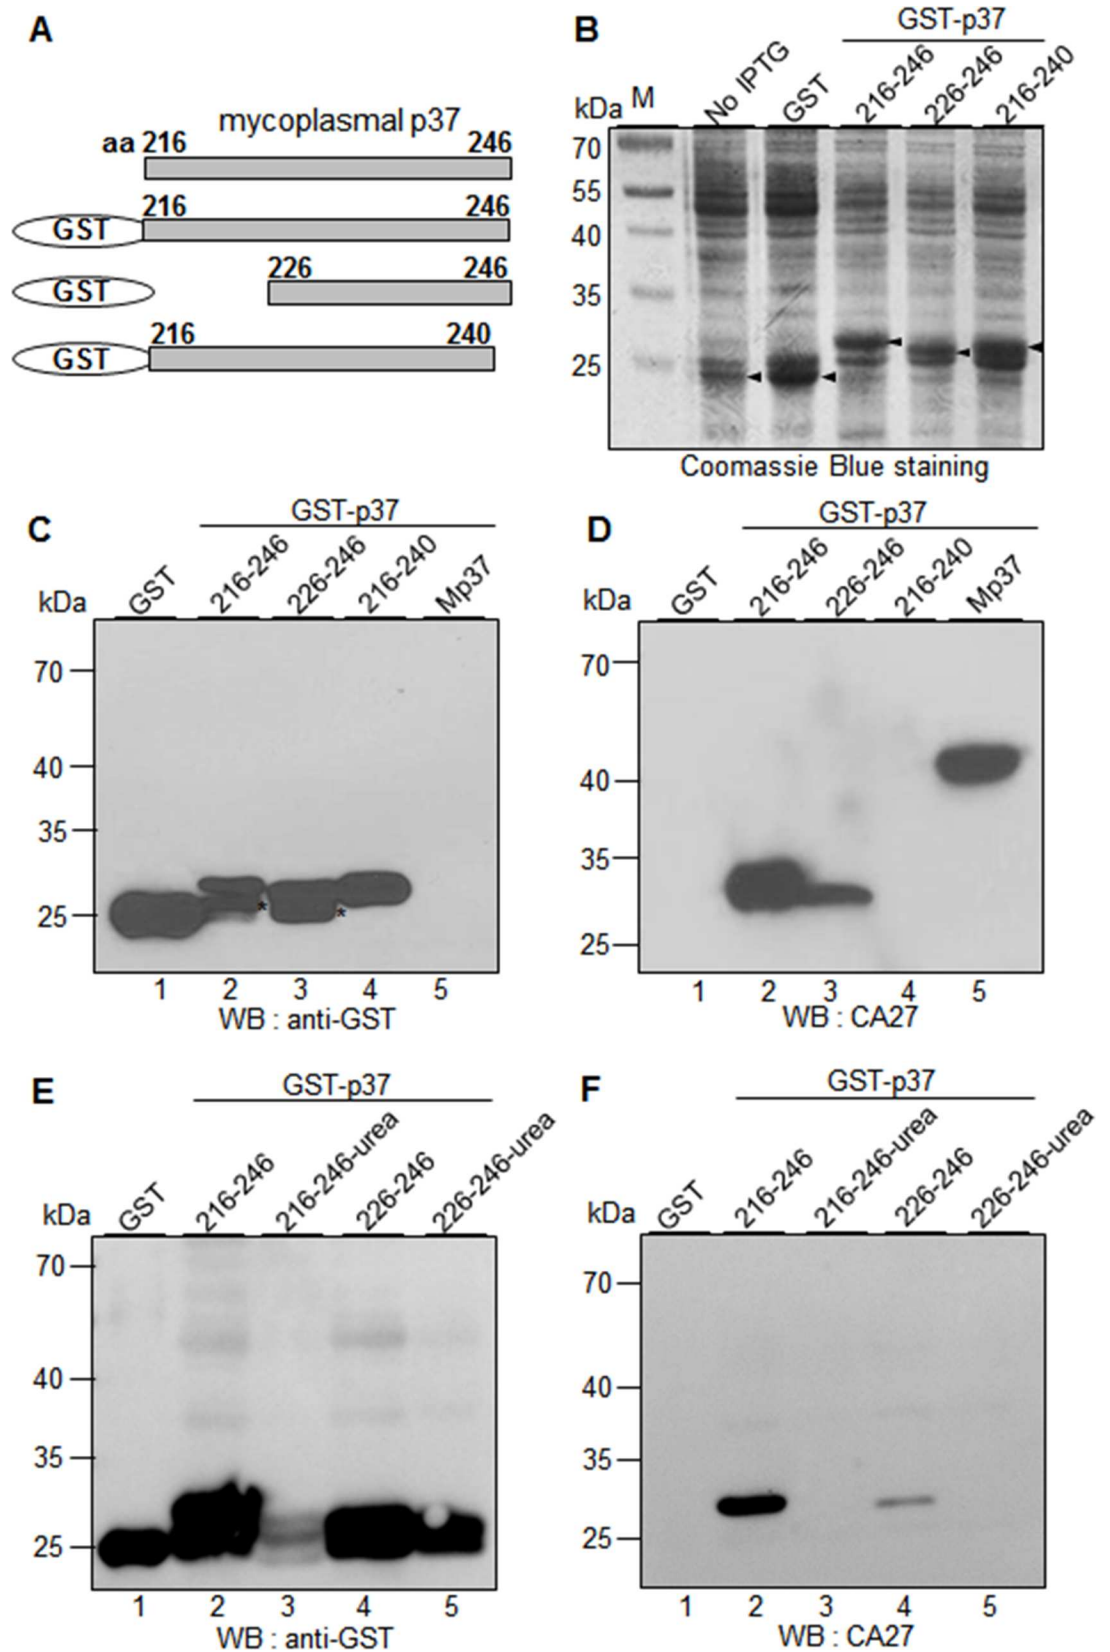 A
mycoplasmal p37
aa 216 246
GST 216 246
GST 226 246
GST 216 240
B
GST-p37
kDa M No IPTG GST 216-246 226-246 216-240
70
55
40
35
25
Coomassie Blue staining
C
GST-p37
kDa GST 216-246 226-246 216-240 Mp37
70
40
35
25
* *
1 2 3 4 5
WB : anti-GST
D
GST-p37
kDa GST 216-246 226-246 216-240 Mp37
70
40
35
25
1 2 3 4 5
WB : CA27
E
GST-p37
kDa GST 216-246 216-246-urea 226-246 226-246-urea
70
40
35
25
1 2 3 4 5
WB : anti-GST
F
GST-p37
kDa GST 216-246 216-246-urea 226-246 226-246-urea
70
40
35
25
1 2 3 4 5
WB : CA27